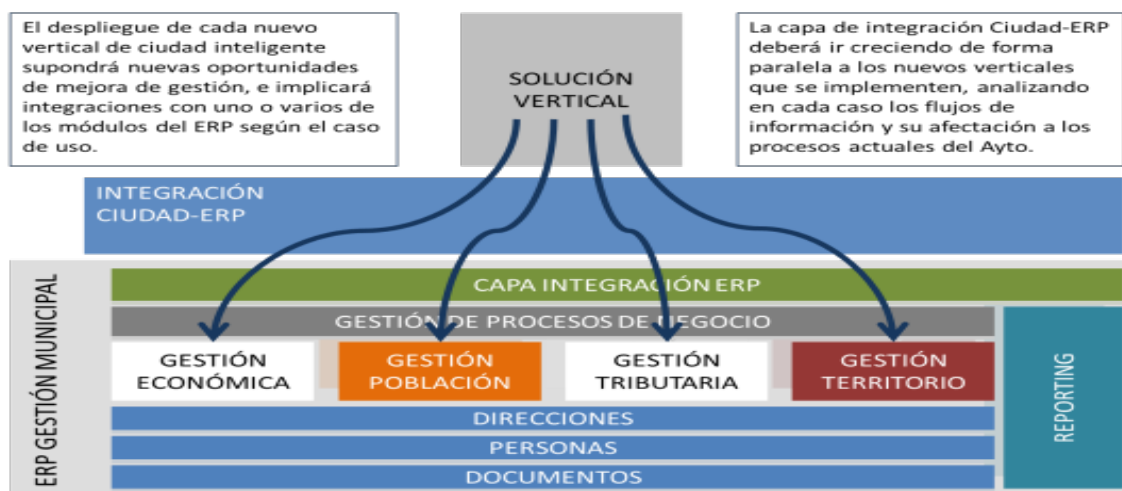 El despliegue de cada nuevo
vertical de ciudad inteligente
supondrá nuevas oportunidades
de mejora de gestión, e implicará
integraciones con uno o varios de
los módulos del ERP según el caso
de uso.
SOLUCIÓN
VERTICAL
La capa de integración Ciudad-ERP
deberá ir creciendo de forma
paralela a los nuevos verticales
que se implementen, analizando
en cada caso los flujos de
información y su afectación a los
procesos actuales del Ayto.
INTEGRACIÓN
CIUDAD-ERP
ERP GESTIÓN MUNICIPAL
CAPA INTEGRACIÓN ERP
GESTIÓN DE PROCESOS DE NEGOCIO
GESTIÓN
ECONÓMICA
GESTIÓN
POBLACIÓN
GESTIÓN
TRIBUTARIA
GESTIÓN
TERRITORIO
DIRECCIONES
PERSONAS
DOCUMENTOS
REPORTING